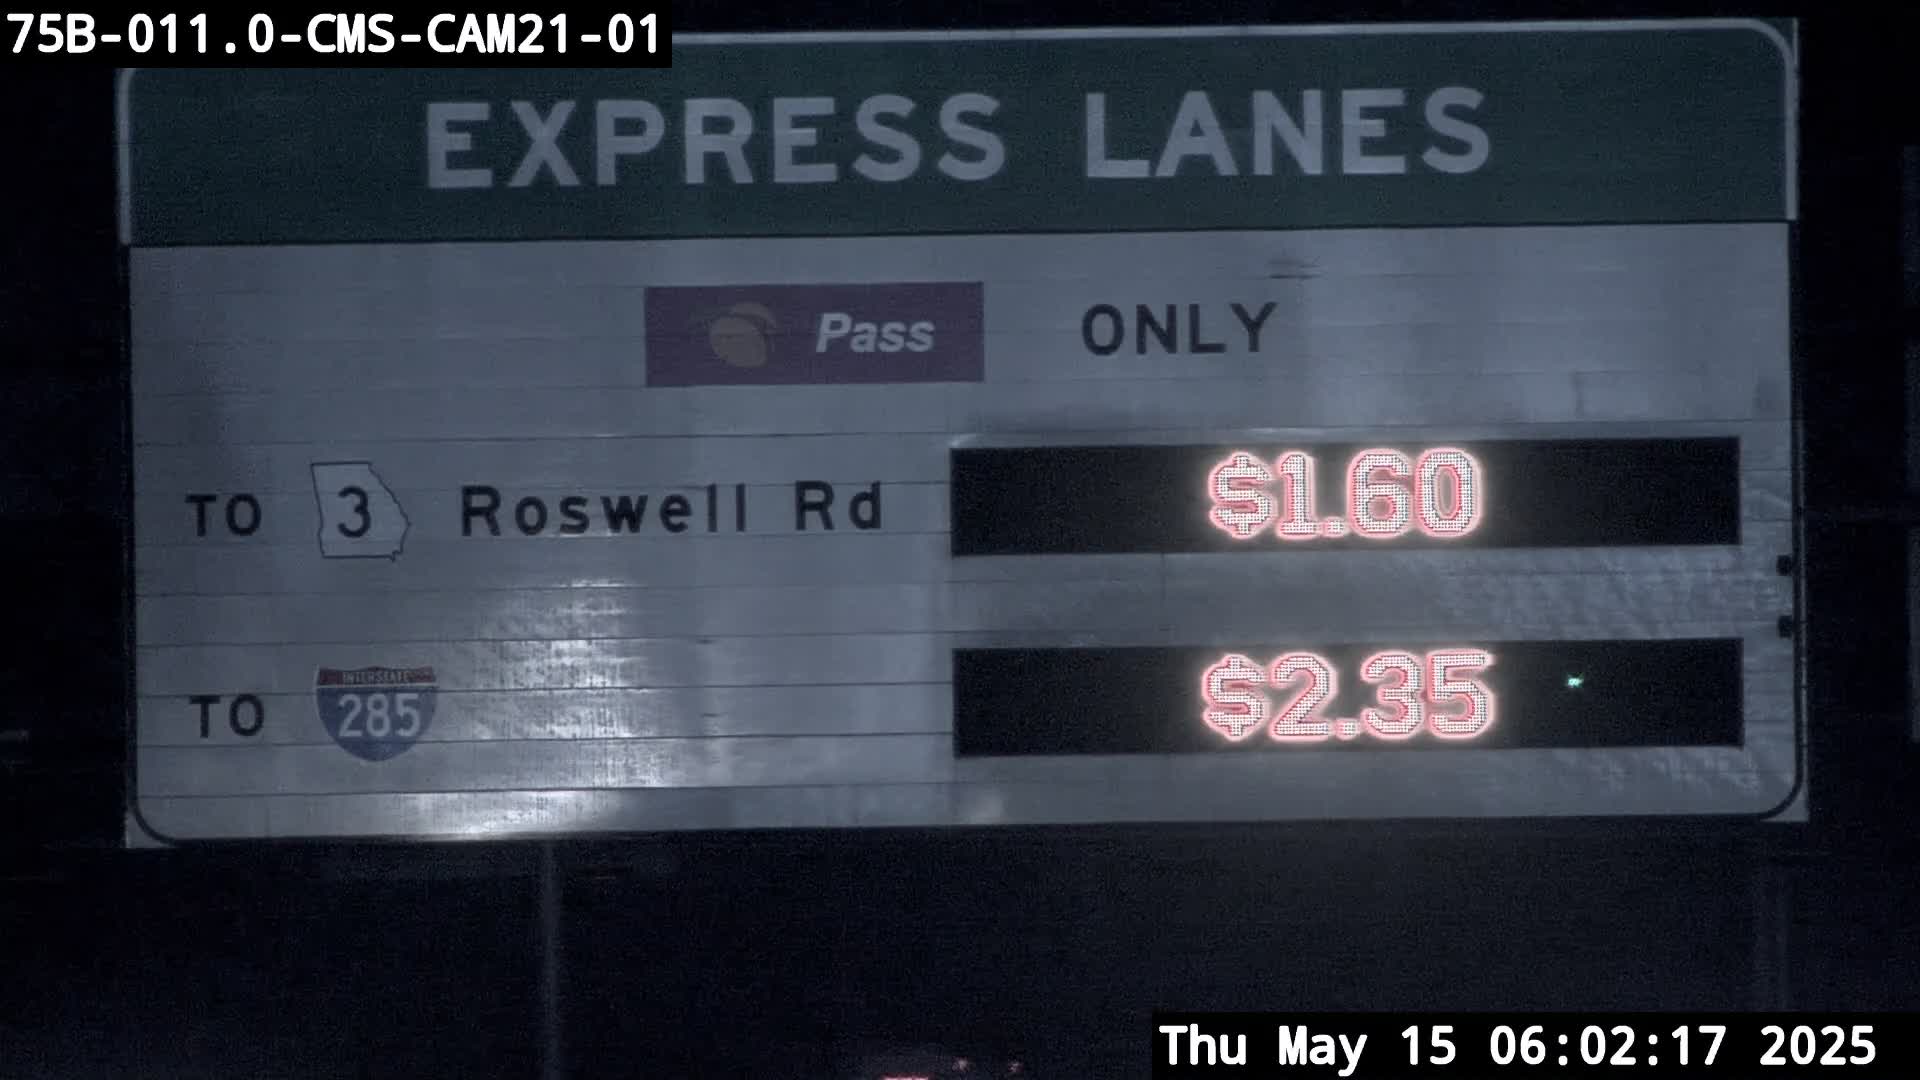 75B-011.0-CMS-CAM21-01
EXPRESS LANES
Pass ONLY
TO 3 Roswell Rd $1.60
TO INTERSTATE 285 $2.35
Thu May 15 06:02:17 2025